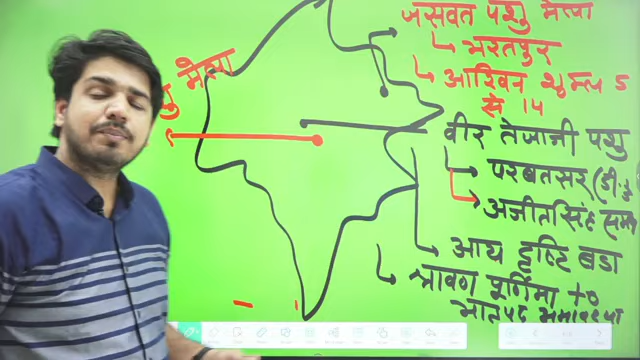 जसवंत पशु मेला
भरतपुर
आश्विन शुक्ल 5
से 14
पशु मेला
वीर तेजाजी पशु
परबतसर (डी.
अजीतसिंह
आय दृष्टि बडा
श्रावण पूर्णिमा to
भाद्रपद अमावस्या